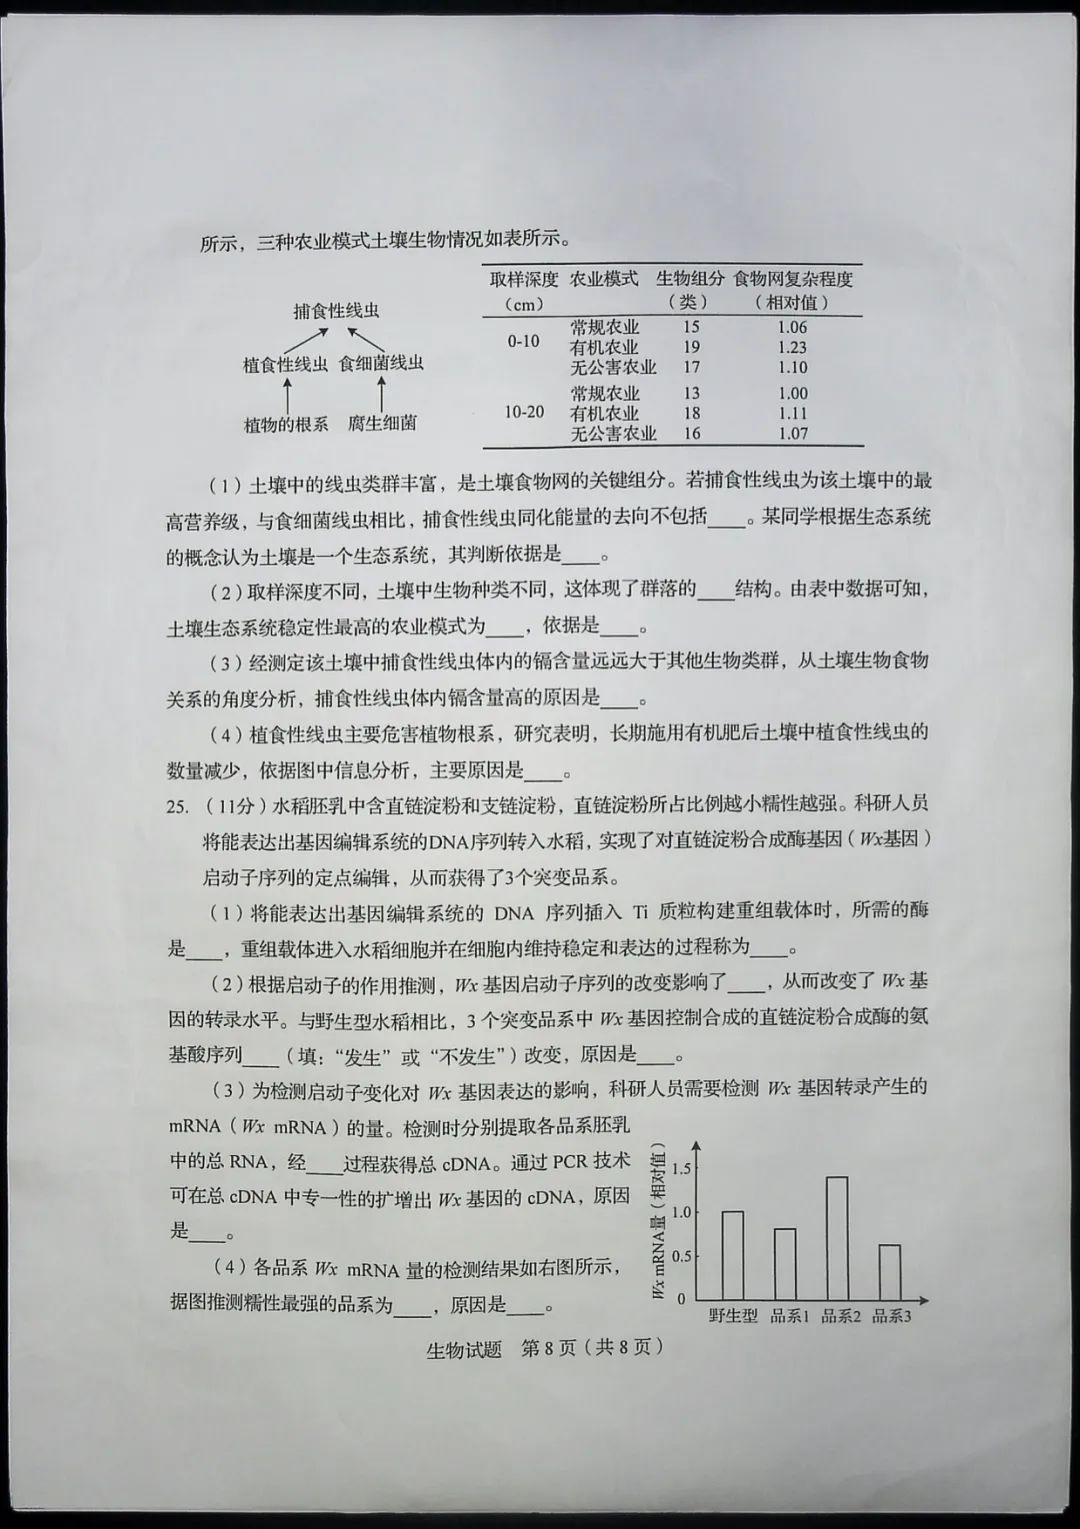 所示，三种农业模式土壤生物情况如表所示。
捕食性线虫
植食性线虫 食细菌线虫
植物的根系 腐生细菌
取样深度 农业模式 生物组分 食物网复杂程度
（cm） （类） （相对值）
常规农业 15 1.06
0-10 有机农业 19 1.23
无公害农业 17 1.10
常规农业 13 1.00
10-20 有机农业 18 1.11
无公害农业 16 1.07
（1）土壤中的线虫类群丰富，是土壤食物网的关键组分。若捕食性线虫为该土壤中的最
高营养级，与食细菌线虫相比，捕食性线虫同化能量的去向不包括____。某同学根据生态系统
的概念认为土壤是一个生态系统，其判断依据是____。
（2）取样深度不同，土壤中生物种类不同，这体现了群落的____结构。由表中数据可知，
土壤生态系统稳定性最高的农业模式为____，依据是____。
（3）经测定该土壤中捕食性线虫体内的镉含量远远大于其他生物类群，从土壤生物食物
关系的角度分析，捕食性线虫体内镉含量高的原因是____。
（4）植食性线虫主要危害植物根系，研究表明，长期施用有机肥后土壤中植食性线虫的
数量减少，依据图中信息分析，主要原因是____。
25. （11分）水稻胚乳中含直链淀粉和支链淀粉，直链淀粉所占比例越小糯性越强。科研人员
将能表达出基因编辑系统的DNA序列转入水稻，实现了对直链淀粉合成酶基因（Wx基因）
启动子序列的定点编辑，从而获得了3个突变品系。
（1）将能表达出基因编辑系统的 DNA 序列插入 Ti 质粒构建重组载体时，所需的酶
是____，重组载体进入水稻细胞并在细胞内维持稳定和表达的过程称为____。
（2）根据启动子的作用推测，Wx 基因启动子序列的改变影响了____，从而改变了 Wx 基
因的转录水平。与野生型水稻相比，3 个突变品系中 Wx 基因控制合成的直链淀粉合成酶的氨
基酸序列____（填：“发生”或“不发生”）改变，原因是____。
（3）为检测启动子变化对 Wx 基因表达的影响，科研人员需要检测 Wx 基因转录产生的
mRNA（Wx mRNA）的量。检测时分别提取各品系胚乳
中的总 RNA，经____过程获得总 cDNA。通过 PCR 技术
可在总 cDNA 中专一性的扩增出 Wx 基因的 cDNA，原因
是____。
（4）各品系 Wx mRNA 量的检测结果如右图所示，
据图推测糯性最强的品系为____，原因是____。
Wx mRNA量（相对值）
1.5
1.0
0.5
0
野生型 品系1 品系2 品系3
生物试题 第 8 页（共 8 页）